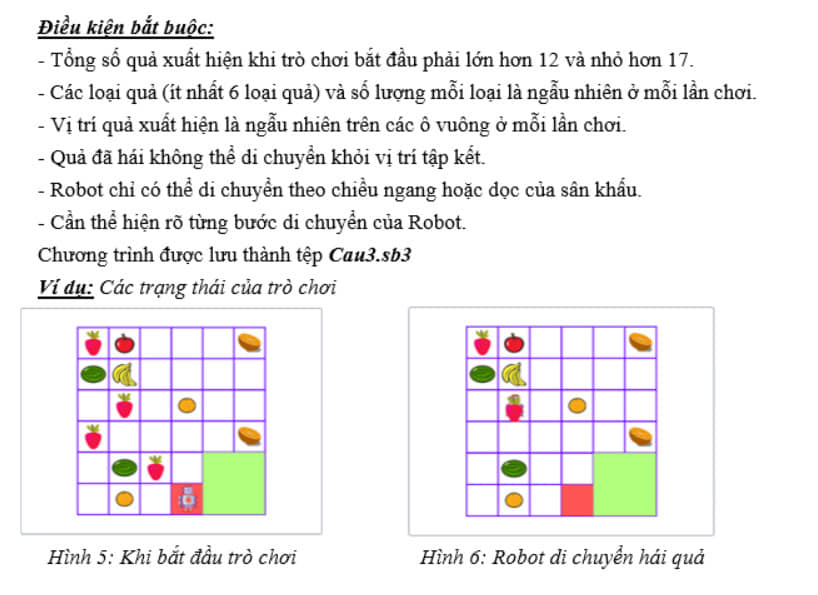 Điều kiện bắt buộc:
- Tổng số quả xuất hiện khi trò chơi bắt đầu phải lớn hơn 12 và nhỏ hơn 17.
- Các loại quả (ít nhất 6 loại quả) và số lượng mỗi loại là ngẫu nhiên ở mỗi lần chơi.
- Vị trí quả xuất hiện là ngẫu nhiên trên các ô vuông ở mỗi lần chơi.
- Quả đã hái không thể di chuyển khỏi vị trí tập kết.
- Robot chỉ có thể di chuyển theo chiều ngang hoặc dọc của sân khấu.
- Cần thể hiện rõ từng bước di chuyển của Robot.
Chương trình được lưu thành tệp Cau3.sb3
Ví dụ: Các trạng thái của trò chơi
Hình 5: Khi bắt đầu trò chơi
Hình 6: Robot di chuyển hái quả